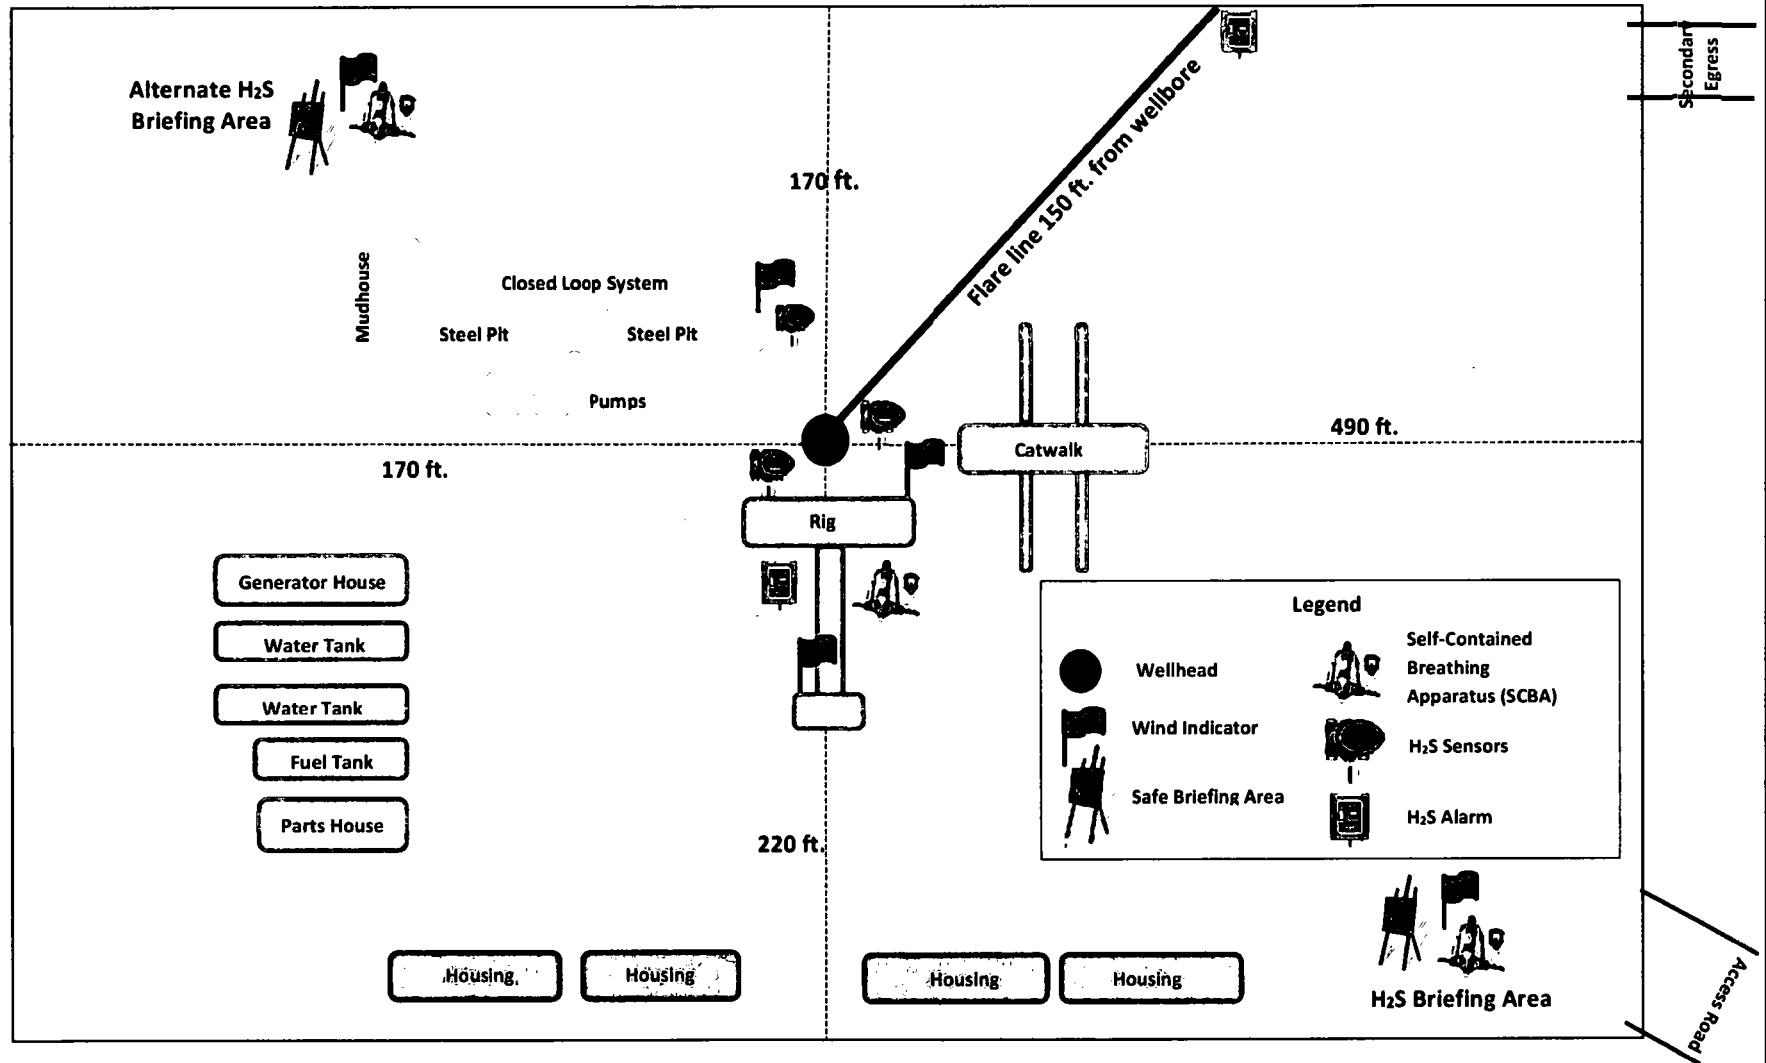 Secondary
Egress
Alternate H₂S
Briefing Area
170 ft.
Flare line 150 ft. from wellbore
Mudhouse
Closed Loop System
Steel Pit
Steel Pit
Pumps
490 ft.
Catwalk
170 ft.
Rig
Generator House
Water Tank
Water Tank
Fuel Tank
Parts House
Legend
Wellhead
Self-Contained
Breathing
Apparatus (SCBA)
Wind Indicator
H₂S Sensors
Safe Briefing Area
H₂S Alarm
220 ft.
Housing
Housing
Housing
Housing
H₂S Briefing Area
Access Road